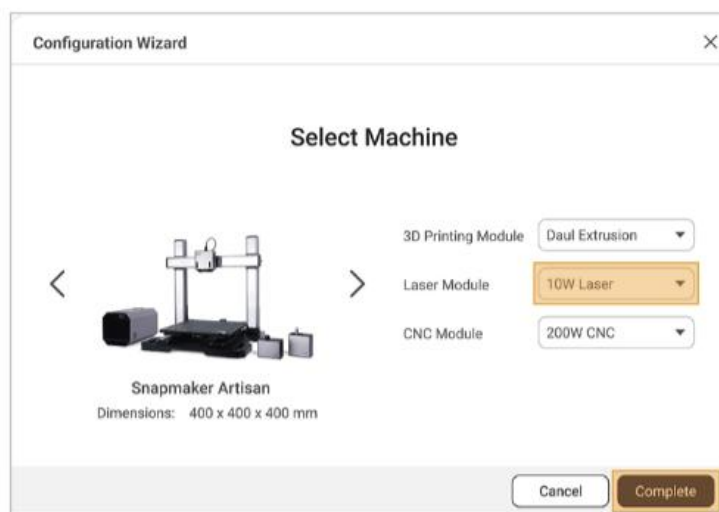 Configuration Wizard
Select Machine
3D Printing Module Daul Extrusion
Laser Module 10W Laser
CNC Module 200W CNC
Snapmaker Artisan
Dimensions: 400 x 400 x 400 mm
Cancel Complete